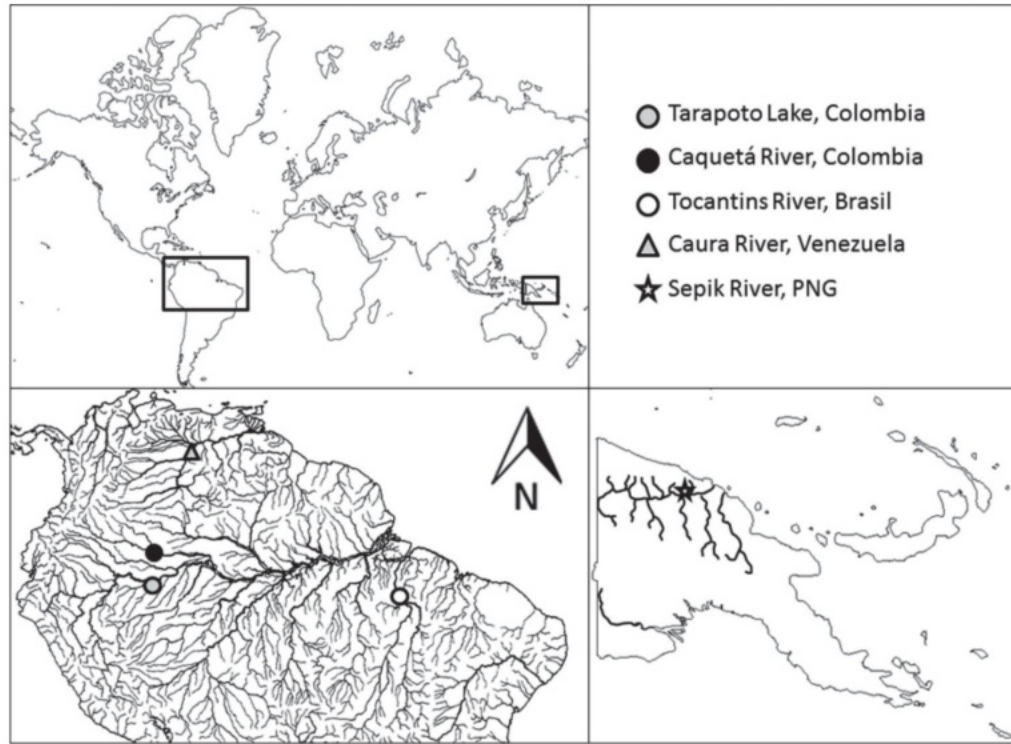 Tarapoto Lake, Colombia
Caquetá River, Colombia
Tocantins River, Brasil
Caura River, Venezuela
Sepik River, PNG
N